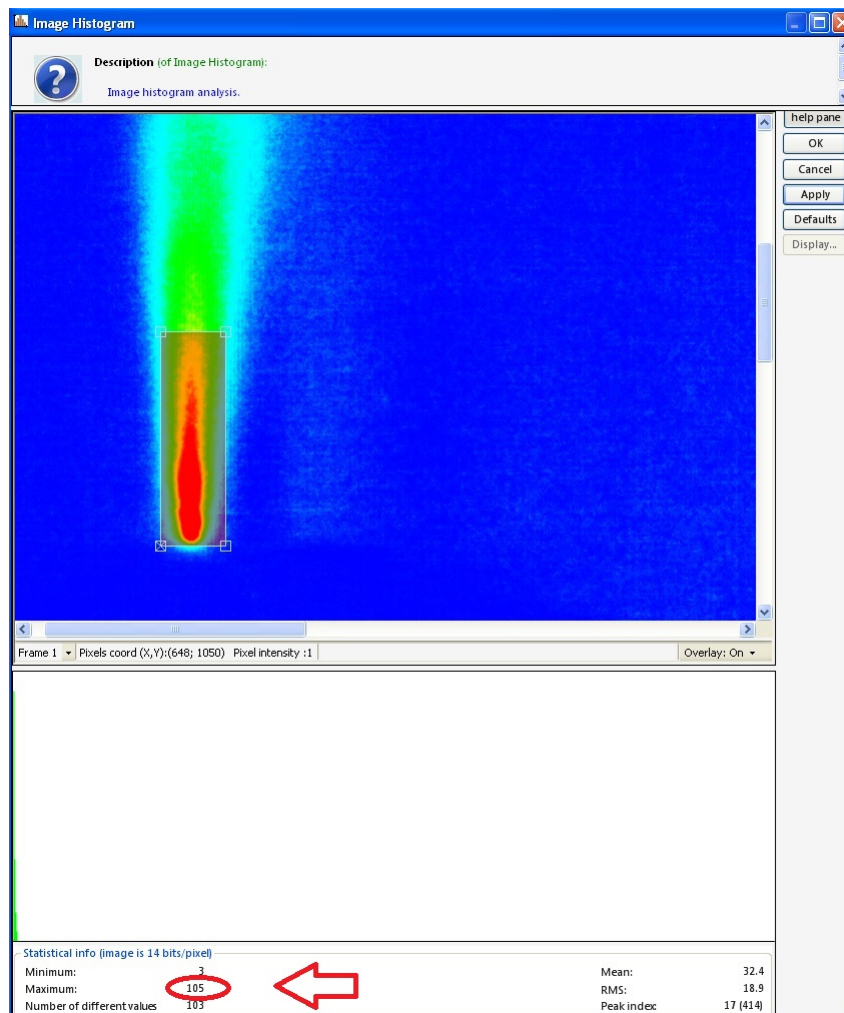 Image Histogram
Description (of Image Histogram):
Image histogram analysis.
help pane
OK
Cancel
Apply
Defaults
Display...
Frame 1 Pixels coord (X,Y):(648; 1050) Pixel intensity :1 Overlay: On
Statistical info (image is 14 bits/pixel)
Minimum: 3 Mean: 32.4
Maximum: 105 RMS: 18.9
Number of different values 103 Peak index: 17 (414)